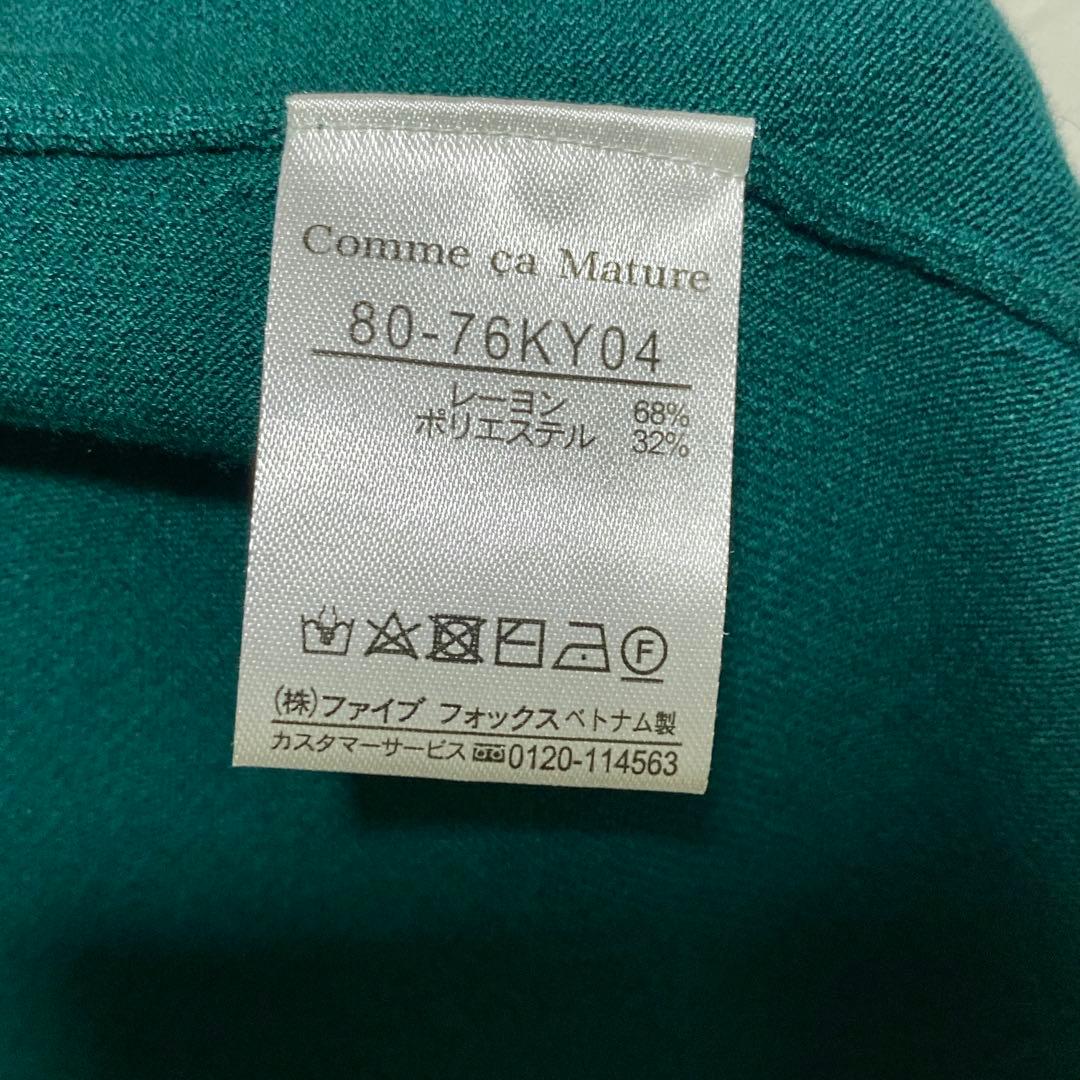 Comme ça Mature
80-76KY04
レーヨン 68%
ポリエステル 32%
F
(株)ファイブ フォックス ベトナム製
カスタマーサービス 0120-114563